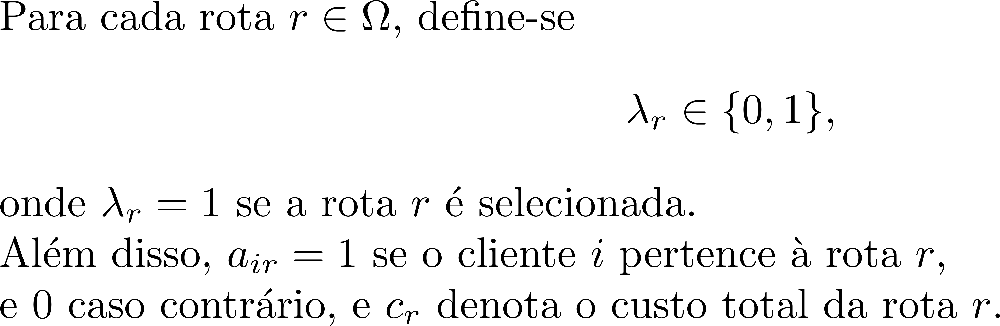 Para cada rota r ∈ Ω, define-se
λ_r ∈ {0, 1},
onde λ_r = 1 se a rota r é selecionada.
Além disso, a_{ir} = 1 se o cliente i pertence à rota r,
e 0 caso contrário, e c_r denota o custo total da rota r.